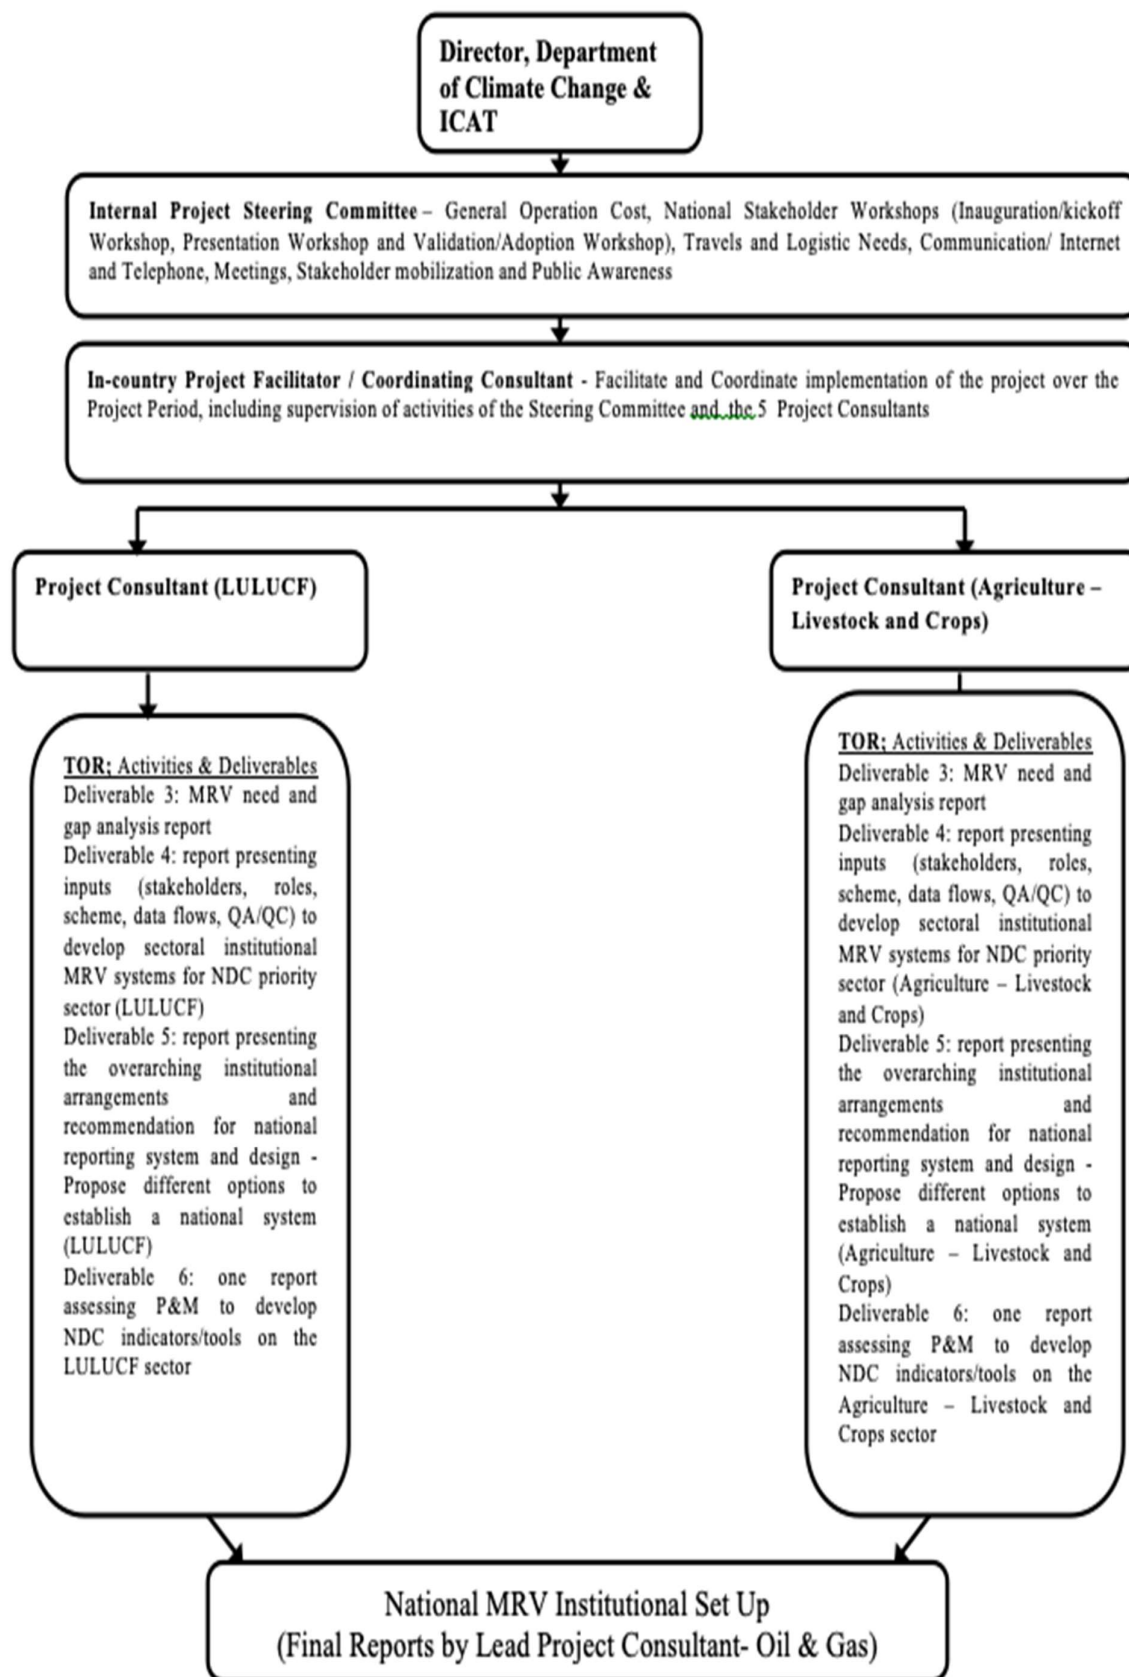 Director, Department
of Climate Change &
ICAT
Internal Project Steering Committee – General Operation Cost, National Stakeholder Workshops (Inauguration/kickoff
Workshop, Presentation Workshop and Validation/Adoption Workshop), Travels and Logistic Needs, Communication/ Internet
and Telephone, Meetings, Stakeholder mobilization and Public Awareness
In-country Project Facilitator / Coordinating Consultant - Facilitate and Coordinate implementation of the project over the
Project Period, including supervision of activities of the Steering Committee and the 5 Project Consultants
Project Consultant (LULUCF)
Project Consultant (Agriculture –
Livestock and Crops)
TOR; Activities & Deliverables
Deliverable 3: MRV need and
gap analysis report
Deliverable 4: report presenting
inputs (stakeholders, roles,
scheme, data flows, QA/QC) to
develop sectoral institutional
MRV systems for NDC priority
sector (LULUCF)
Deliverable 5: report presenting
the overarching institutional
arrangements and
recommendation for national
reporting system and design -
Propose different options to
establish a national system
(LULUCF)
Deliverable 6: one report
assessing P&M to develop
NDC indicators/tools on the
LULUCF sector
TOR; Activities & Deliverables
Deliverable 3: MRV need and
gap analysis report
Deliverable 4: report presenting
inputs (stakeholders, roles,
scheme, data flows, QA/QC) to
develop sectoral institutional
MRV systems for NDC priority
sector (Agriculture – Livestock
and Crops)
Deliverable 5: report presenting
the overarching institutional
arrangements and
recommendation for national
reporting system and design -
Propose different options to
establish a national system
(Agriculture – Livestock and
Crops)
Deliverable 6: one report
assessing P&M to develop
NDC indicators/tools on the
Agriculture – Livestock and
Crops sector
National MRV Institutional Set Up
(Final Reports by Lead Project Consultant- Oil & Gas)